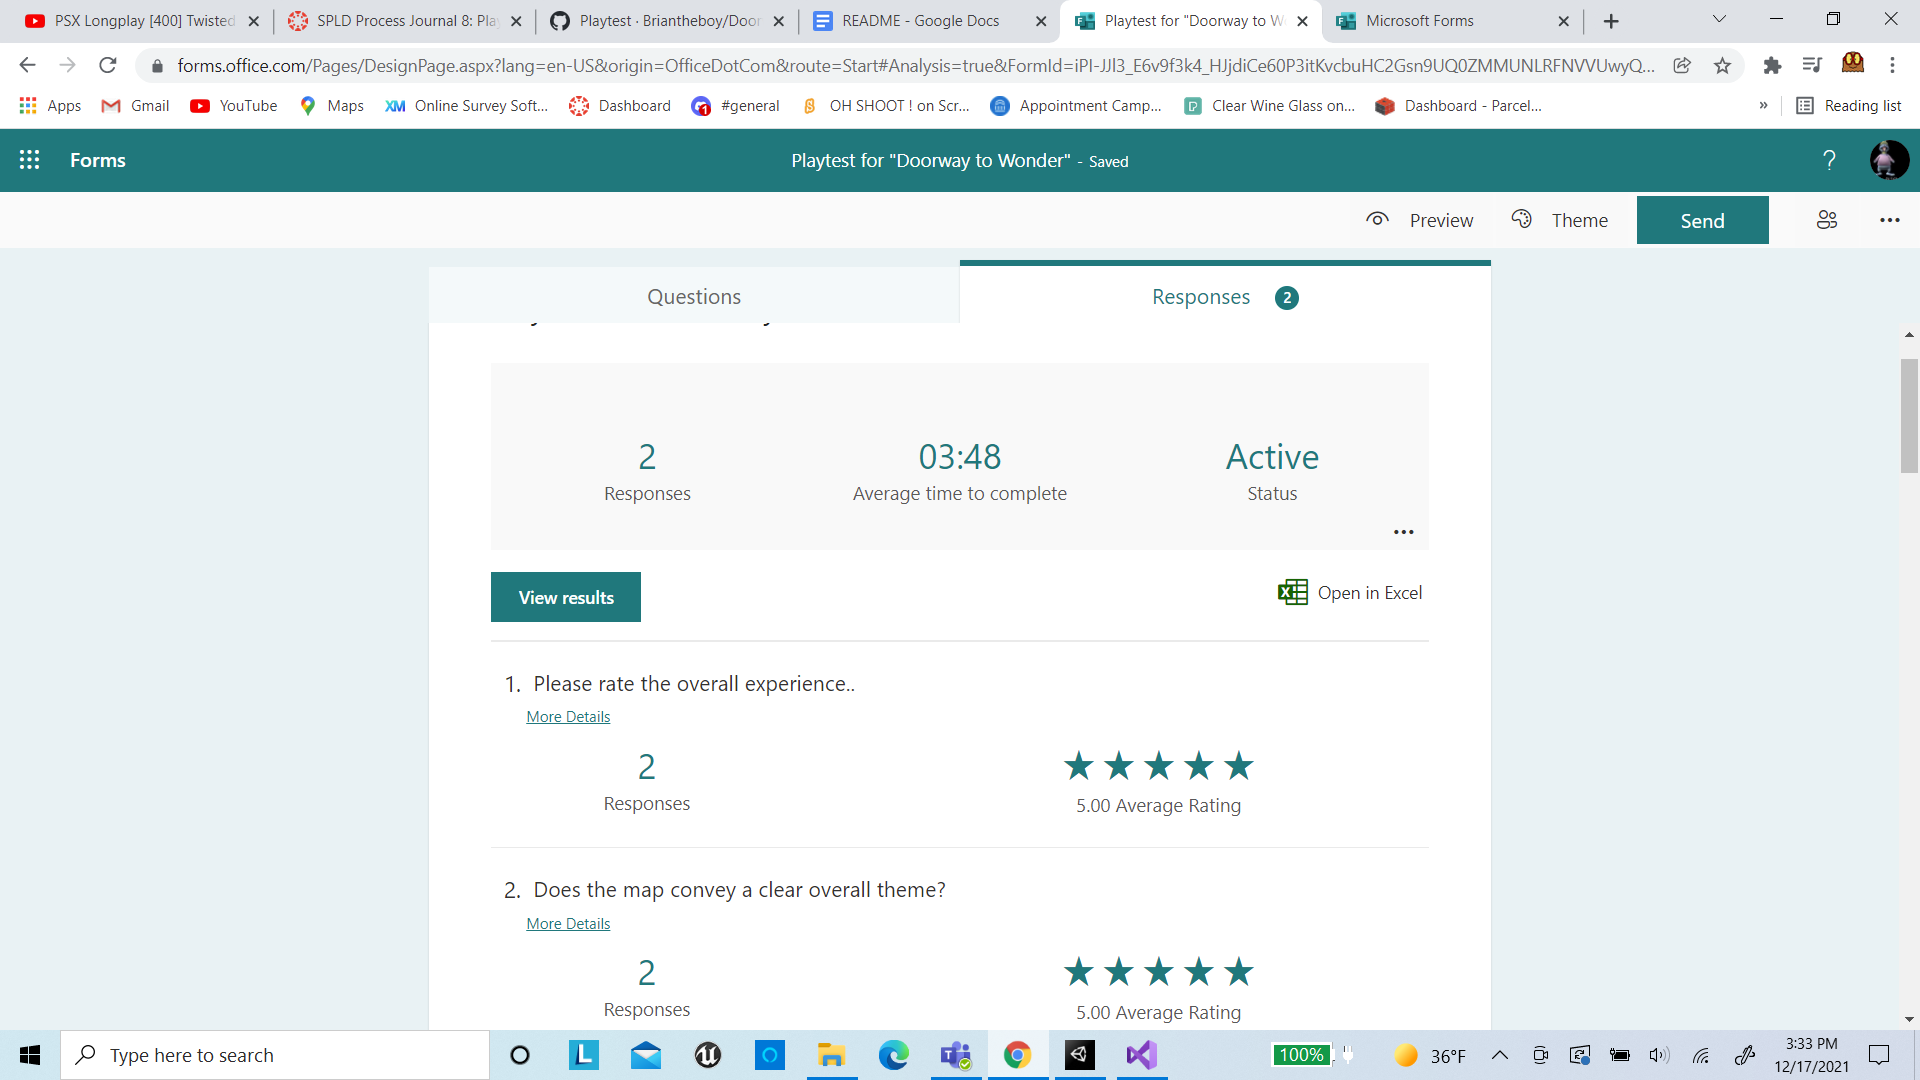 PSX Longplay [400] Twisted
SPLD Process Journal 8: Play
Playtest · Briantheboy/Door
README - Google Docs
Playtest for "Doorway to W
Microsoft Forms
forms.office.com/Pages/DesignPage.aspx?lang=en-US&origin=OfficeDotCom&route=Start#Analysis=true&FormId=iPI-JJl3_E6v9f3k4_HJjdiCe60P3itKvcbuHC2Gsn9UQ0ZMMUNLRFNVVUwyQ...
Apps
Gmail
YouTube
Maps
XM Online Survey Soft...
Dashboard
1 #general
OH SHOOT ! on Scr...
Appointment Camp...
Clear Wine Glass on...
Dashboard - Parcel...
»
Reading list
Forms
Playtest for "Doorway to Wonder" - Saved
?
Preview
Theme
Send
Questions
Responses 2
2
Responses
03:48
Average time to complete
Active
Status
View results
Open in Excel
1. Please rate the overall experience..
More Details
2
Responses
5.00 Average Rating
2. Does the map convey a clear overall theme?
More Details
2
Responses
5.00 Average Rating
Type here to search
100%
36°F
3:33 PM
12/17/2021